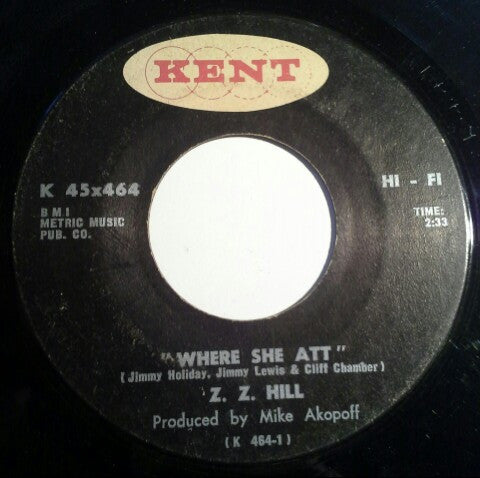 KENT
K 45x464
HI - FI
BMI
METRIC MUSIC
PUB. CO.
TIME:
2:33
"WHERE SHE ATT"
(Jimmy Holiday, Jimmy Lewis & Cliff Chamber)
Z. Z. HILL
Produced by Mike Akopoff
(K 464-1)